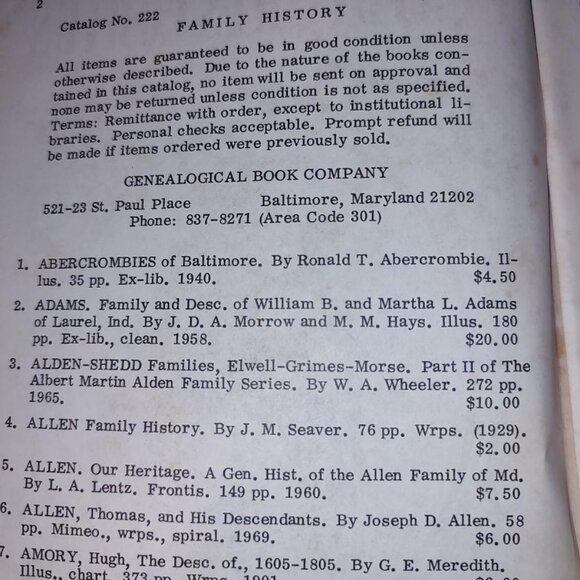 2
Catalog No. 222 FAMILY HISTORY
All items are guaranteed to be in good condition unless
otherwise described. Due to the nature of the books con-
tained in this catalog, no item will be sent on approval and
none may be returned unless condition is not as specified.
Terms: Remittance with order, except to institutional li-
braries. Personal checks acceptable. Prompt refund will
be made if items ordered were previously sold.
GENEALOGICAL BOOK COMPANY
521-23 St. Paul Place Baltimore, Maryland 21202
Phone: 837-8271 (Area Code 301)
1. ABERCROMBIES of Baltimore. By Ronald T. Abercrombie. Il-
lus. 35 pp. Ex-lib. 1940. $4.50
2. ADAMS. Family and Desc. of William B. and Martha L. Adams
of Laurel, Ind. By J. D. A. Morrow and M. M. Hays. Illus. 180
pp. Ex-lib., clean. 1958. $20.00
3. ALDEN-SHEDD Families, Elwell-Grimes-Morse. Part II of The
Albert Martin Alden Family Series. By W. A. Wheeler. 272 pp.
1965. $10.00
4. ALLEN Family History. By J. M. Seaver. 76 pp. Wrps. (1929).
$2.00
5. ALLEN. Our Heritage. A Gen. Hist. of the Allen Family of Md.
By L. A. Lentz. Frontis. 149 pp. 1960. $7.50
6. ALLEN, Thomas, and His Descendants. By Joseph D. Allen. 58
pp. Mimeo., wrps., spiral. 1969. $6.00
7. AMORY, Hugh, The Desc. of., 1605-1805. By G. E. Meredith.
Illus., chart. 373 pp. Wrps. 1901.